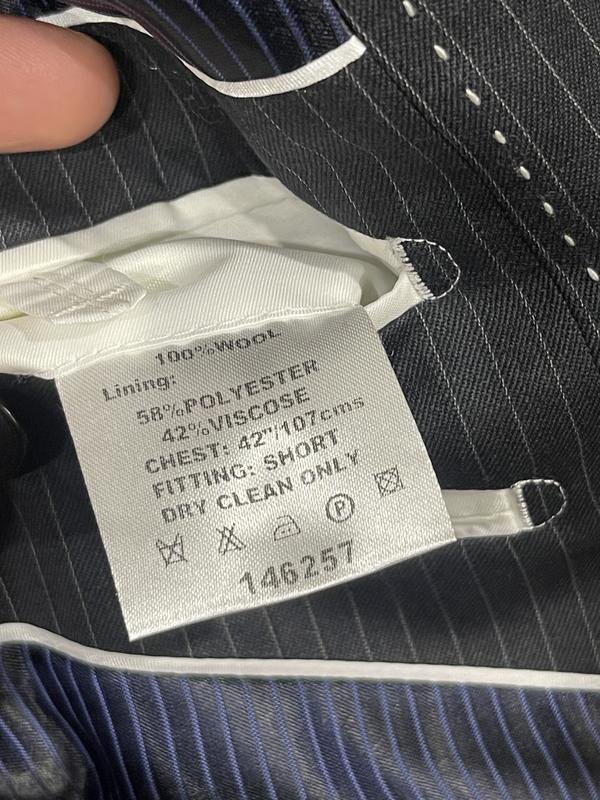 100%WOOL
Lining:
58%POLYESTER
42%VISCOSE
CHEST: 42"/107cms
FITTING: SHORT
DRY CLEAN ONLY
P
146257